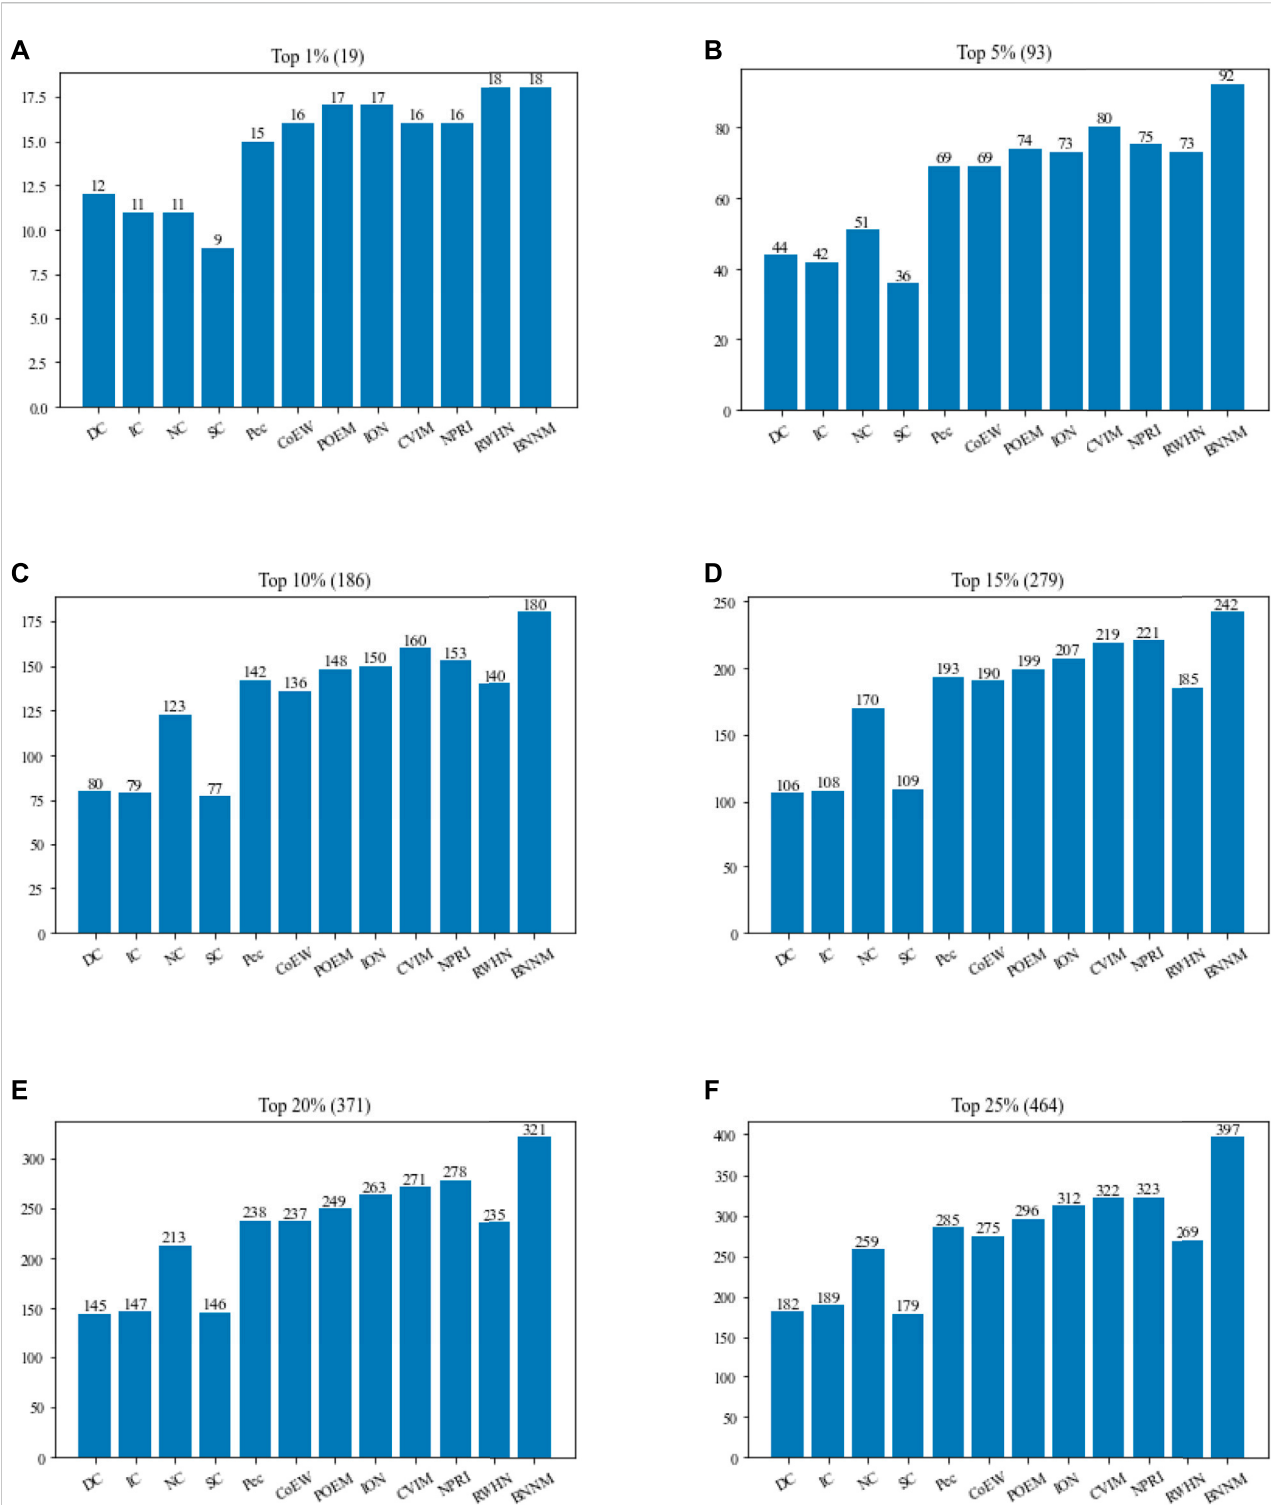 A
Top 1% (19)
17.5
15.0
12.5
10.0
7.5
5.0
2.5
0.0
12
11
11
9
15
16
17
17
16
16
18
18
DC
IC
NC
SC
Pec
CoEW
POEM
ION
CVIM
NPRI
RWHN
BNNM
B
Top 5% (93)
80
60
40
20
0
44
42
51
36
69
69
74
73
80
75
73
92
DC
IC
NC
SC
Pec
CoEW
POEM
ION
CVIM
NPRI
RWHN
BNNM
C
Top 10% (186)
175
150
125
100
75
50
25
0
80
79
123
77
142
136
148
150
160
153
140
180
DC
IC
NC
SC
Pec
CoEW
POEM
ION
CVIM
NPRI
RWHN
BNNM
D
Top 15% (279)
250
200
150
100
50
0
106
108
170
109
193
190
199
207
219
221
185
242
DC
IC
NC
SC
Pec
CoEW
POEM
ION
CVIM
NPRI
RWHN
BNNM
E
Top 20% (371)
300
250
200
150
100
50
0
145
147
213
146
238
237
249
263
271
278
235
321
DC
IC
NC
SC
Pec
CoEW
POEM
ION
CVIM
NPRI
RWHN
BNNM
F
Top 25% (464)
400
350
300
250
200
150
100
50
0
182
189
259
179
285
275
296
312
322
323
269
397
DC
IC
NC
SC
Pec
CoEW
POEM
ION
CVIM
NPRI
RWHN
BNNM